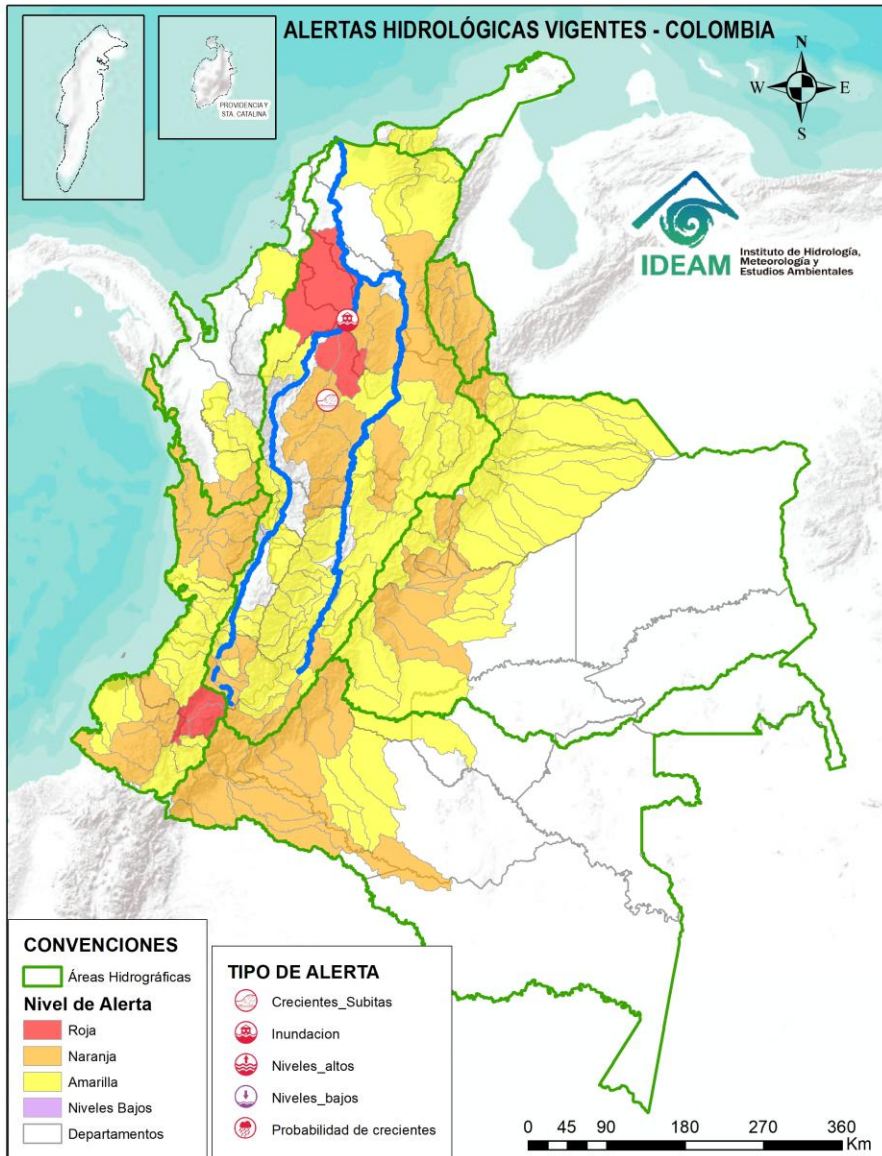 ALERTAS HIDROLÓGICAS VIGENTES - COLOMBIA
PROVIDENCIA Y
STA. CATALINA
N
W
E
S
IDEAM
Instituto de Hidrología,
Meteorología y
Estudios Ambientales
CONVENCIONES
Áreas Hidrográficas
Nivel de Alerta
Roja
Naranja
Amarilla
Niveles Bajos
Departamentos
TIPO DE ALERTA
Crecientes_Subitas
Inundacion
Niveles_altos
Niveles_bajos
Probabilidad de crecientes
0 45 90 180 270 360
Km